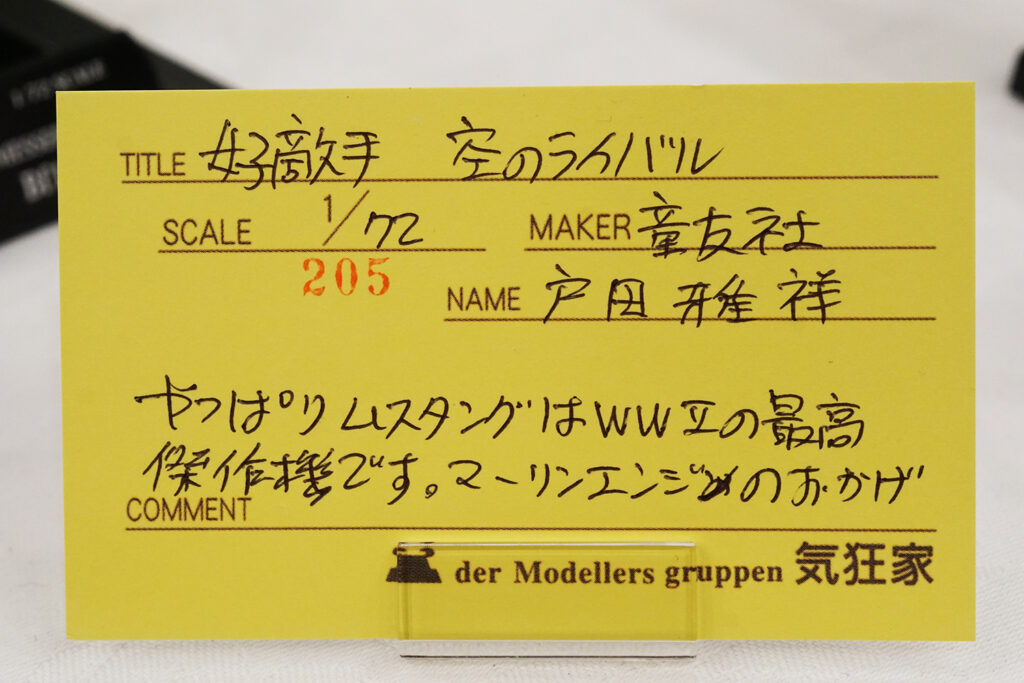 TITLE 好敵手 空のライバル
SCALE 1/72 MAKER 童友社
205
NAME 戸田雅祥
やっぱりムスタングはWWⅡの最高
傑作機です。マーリンエンジンのおかげ
COMMENT
der Modellers gruppen 気狂家